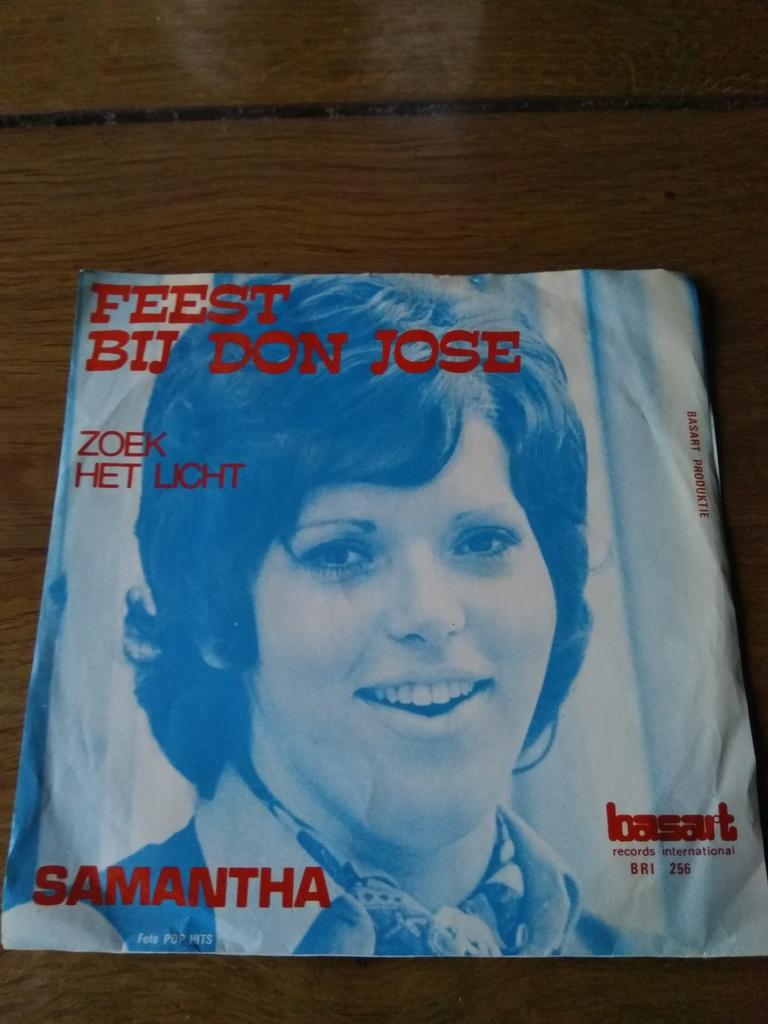 FEEST
BIJ DON JOSE
ZOEK
HET LICHT
BASART PRODUKTIE
basart
records international
BRI 256
SAMANTHA
Foto POP HITS